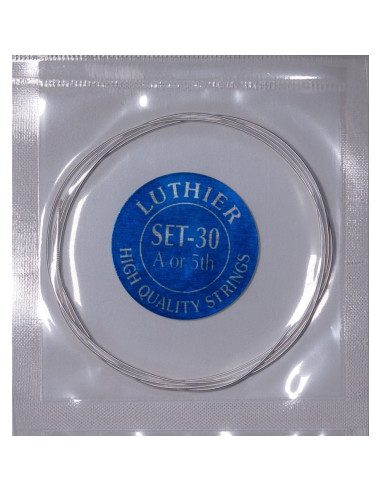 LUTHIER
SET-30
A or 5th
HIGH QUALITY STRINGS